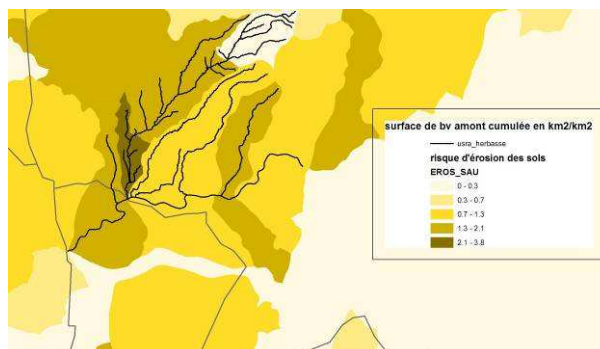 surface de bv amont cumulée en km2/km2
usra_herbasse
risque d'érosion des sols
EROS_SAU
0 - 0.3
0.3 - 0.7
0.7 - 1.3
1.3 - 2.1
2.1 - 3.8